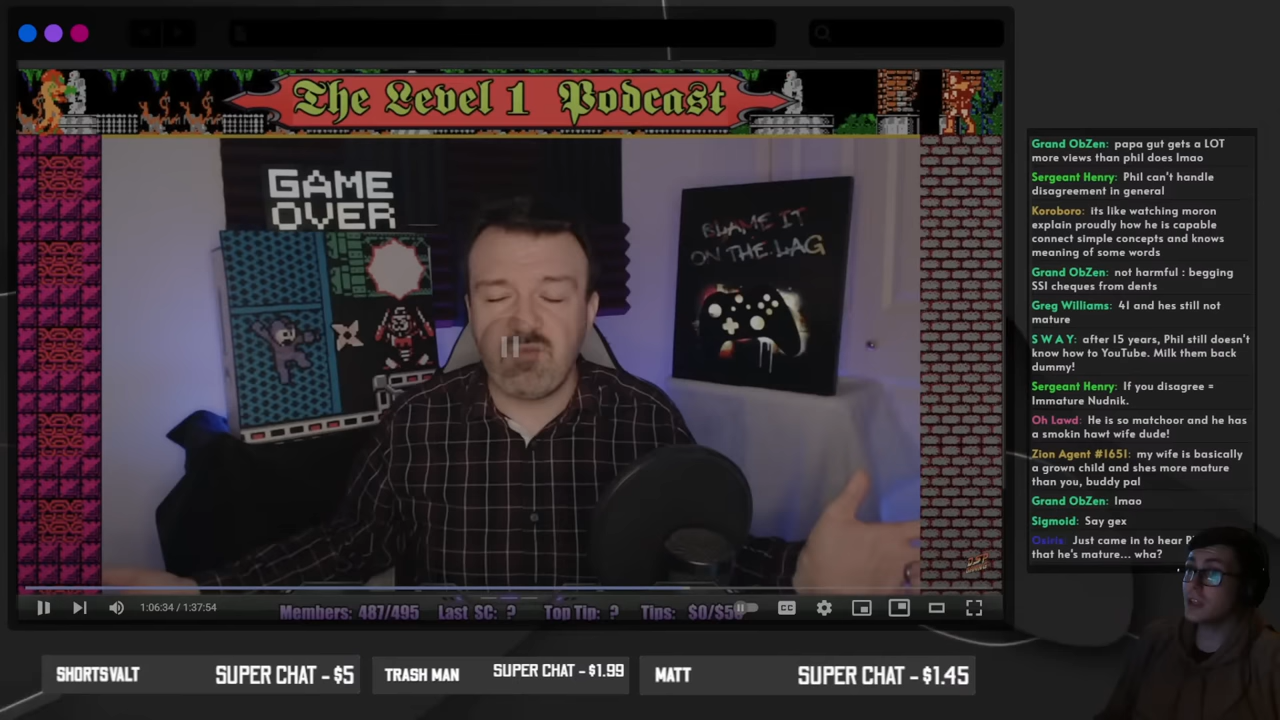 The Level 1 Podcast
GAME
OVER
BLAME IT
ON THE LAG
1:06:34 / 1:37:54
CC
Members: 487/495 Last SC: ? Top Tip: ? Tips: $0/$50
Grand ObZen: papa gut gets a LOT
more views than phil does lmao
Sergeant Henry: Phil can't handle
disagreement in general
Koroboro: its like watching moron
explain proudly how he is capable
connect simple concepts and knows
meaning of some words
Grand ObZen: not harmful : begging
SSI cheques from dents
Greg Williams: 41 and hes still not
mature
S W A Y: after 15 years, Phil still doesn't
know how to YouTube. Milk them back
dummy!
Sergeant Henry: If you disagree =
Immature Nudnik.
Oh Lawd: He is so matchoor and he has
a smokin hawt wife dude!
Zion Agent #1651: my wife is basically
a grown child and shes more mature
than you, buddy pal
Grand ObZen: lmao
Sigmoid: Say gex
Osiris: Just came in to hear
that he's mature... wha?
SHORTSVALT SUPER CHAT - $5
TRASH MAN SUPER CHAT - $1.99
MATT SUPER CHAT - $1.45